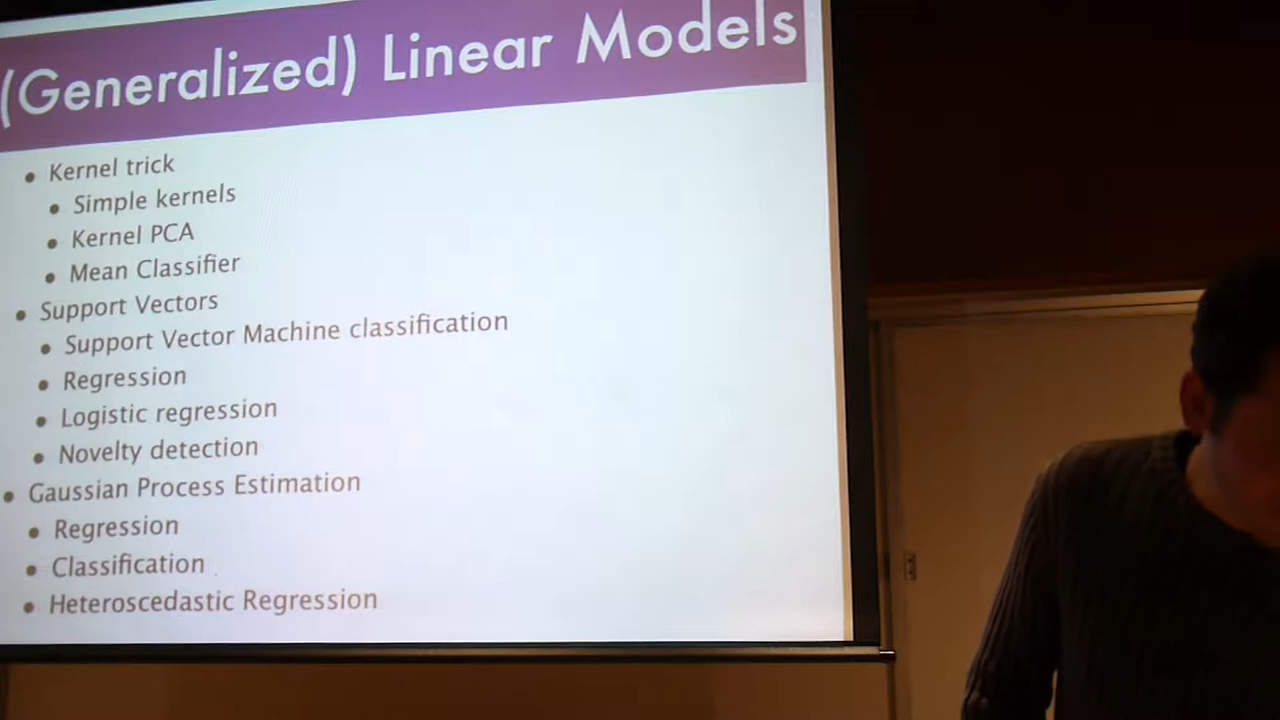 (Generalized) Linear Models
• Kernel trick
• Simple kernels
• Kernel PCA
• Mean Classifier
• Support Vectors
• Support Vector Machine classification
• Regression
• Logistic regression
• Novelty detection
• Gaussian Process Estimation
• Regression
• Classification
• Heteroscedastic Regression